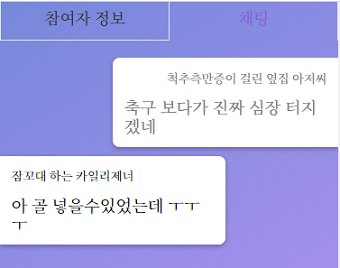 참여자 정보
채팅
척추측만증이 걸린 옆집 아저씨
축구 보다가 진짜 심장 터지
겠네
잠꼬대 하는 카일리제너
아 골 넣을수있었는데 ㅜㅜ
ㅜ